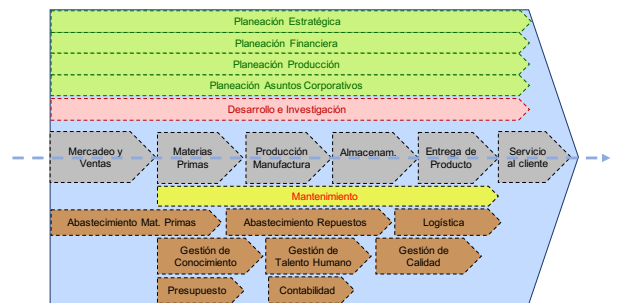 Planeación Estratégica
Planeación Financiera
Planeación Producción
Planeación Asuntos Corporativos
Desarrollo e Investigación
Mercadeo y
Ventas
Materias
Primas
Producción
Manufactura
Almacenam.
Entrega de
Producto
Servicio
al cliente
Mantenimiento
Abastecimiento Mat. Primas
Abastecimiento Repuestos
Logística
Gestión de
Conocimiento
Gestión de
Talento Humano
Gestión de
Calidad
Presupuesto
Contabilidad